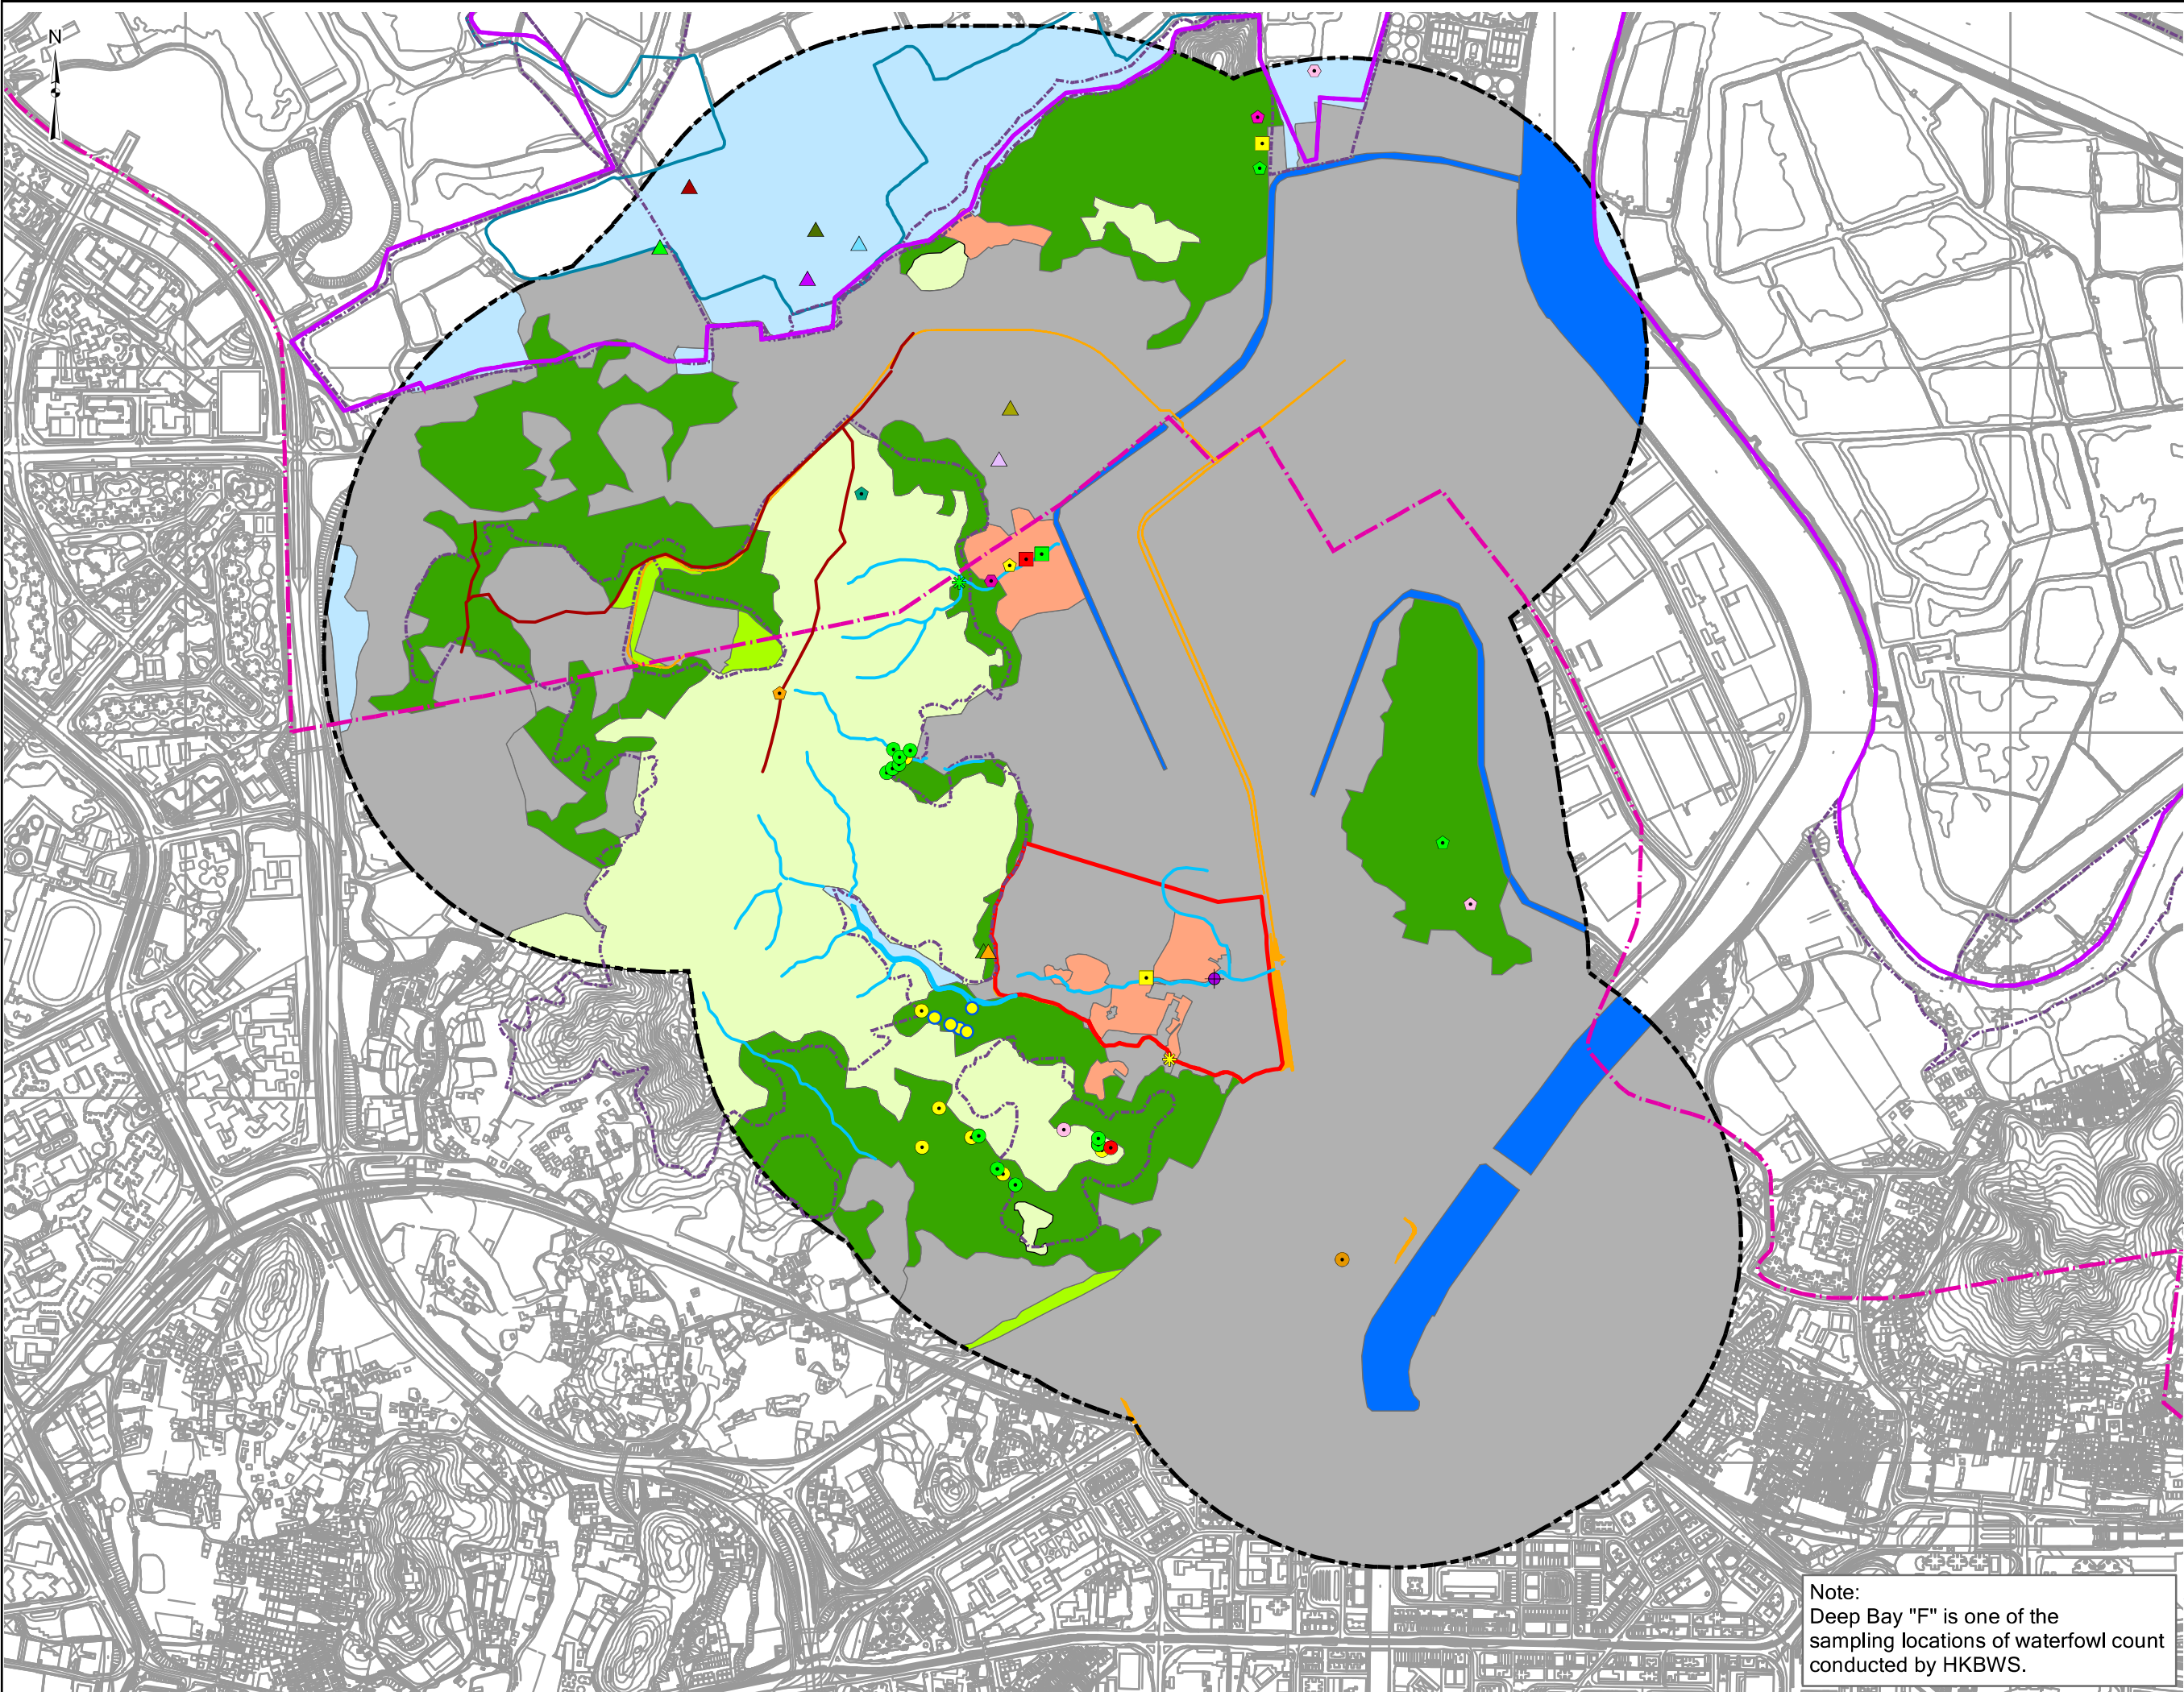 N
Note:
Deep Bay "F" is one of the
sampling locations of waterfowl count
conducted by HKBWS.